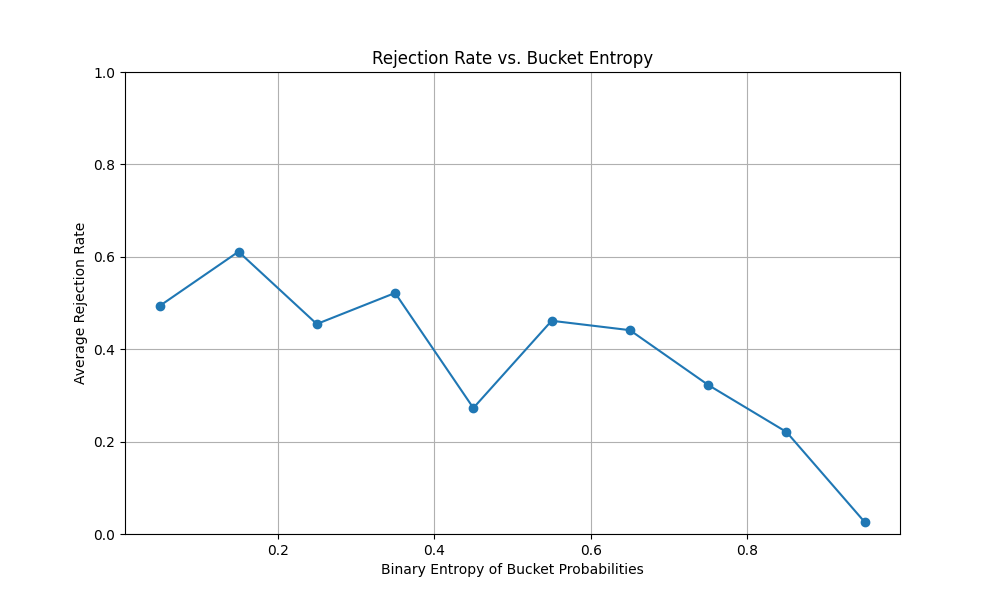 Rejection Rate vs. Bucket Entropy
1.0
0.8
0.6
0.4
0.2
0.0
Average Rejection Rate
0.2 0.4 0.6 0.8
Binary Entropy of Bucket Probabilities